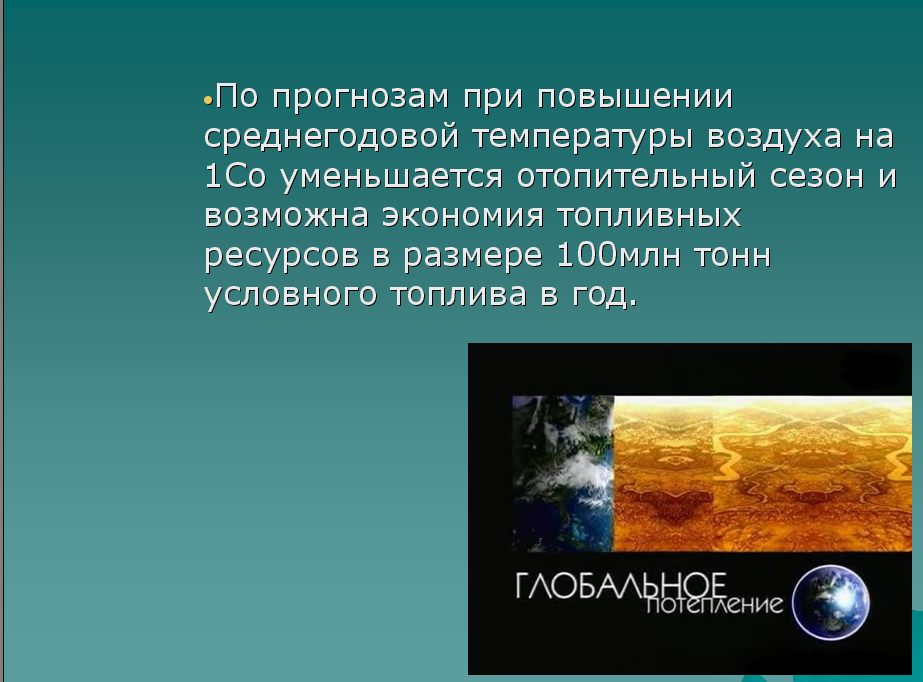 •По прогнозам при повышении
среднегодовой температуры воздуха на
1Со уменьшается отопительный сезон и
возможна экономия топливных
ресурсов в размере 100млн тонн
условного топлива в год.
ГЛОБАЛЬНОЕ
потепление